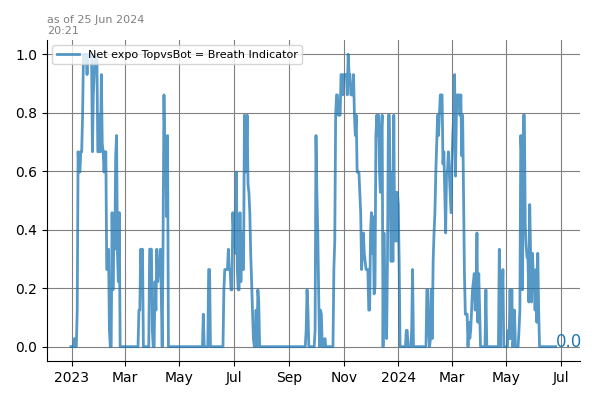 as of 25 Jun 2024
20:21
Net expo TopvsBot = Breath Indicator
1.0
0.8
0.6
0.4
0.2
0.0
0.0
2023 Mar May Jul Sep Nov 2024 Mar May Jul